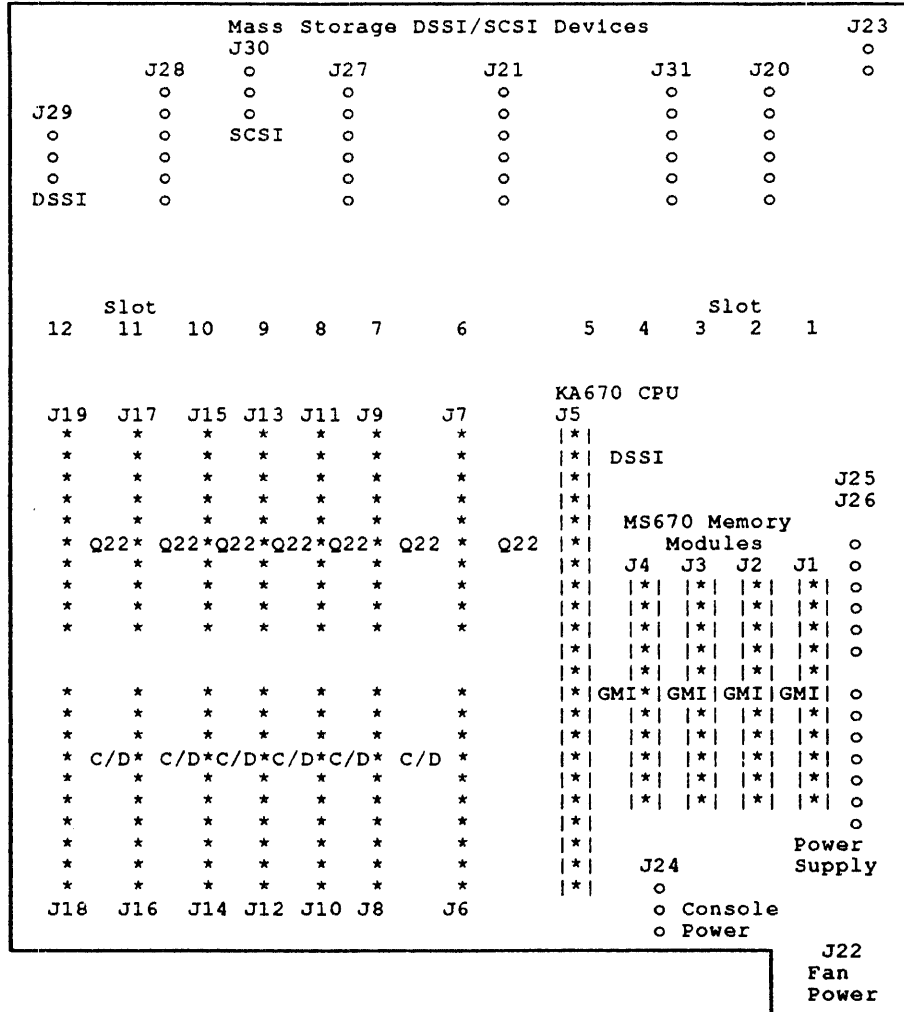 Mass Storage DSSI/SCSI Devices J23
J30
J28 J27 J21 J31 J20
J29
SCSI
DSSI
Slot Slot
12 11 10 9 8 7 6 5 4 3 2 1
KA670 CPU
J19 J17 J15 J13 J11 J9 J7 J5
DSSI
J25
J26
MS670 Memory
Q22 Q22 Q22 Q22 Q22 Q22 Q22 Modules
J4 J3 J2 J1
GMI GMI GMI GMI
C/D C/D C/D C/D C/D C/D
Power
J24 Supply
J18 J16 J14 J12 J10 J8 J6 Console
Power
J22
Fan
Power